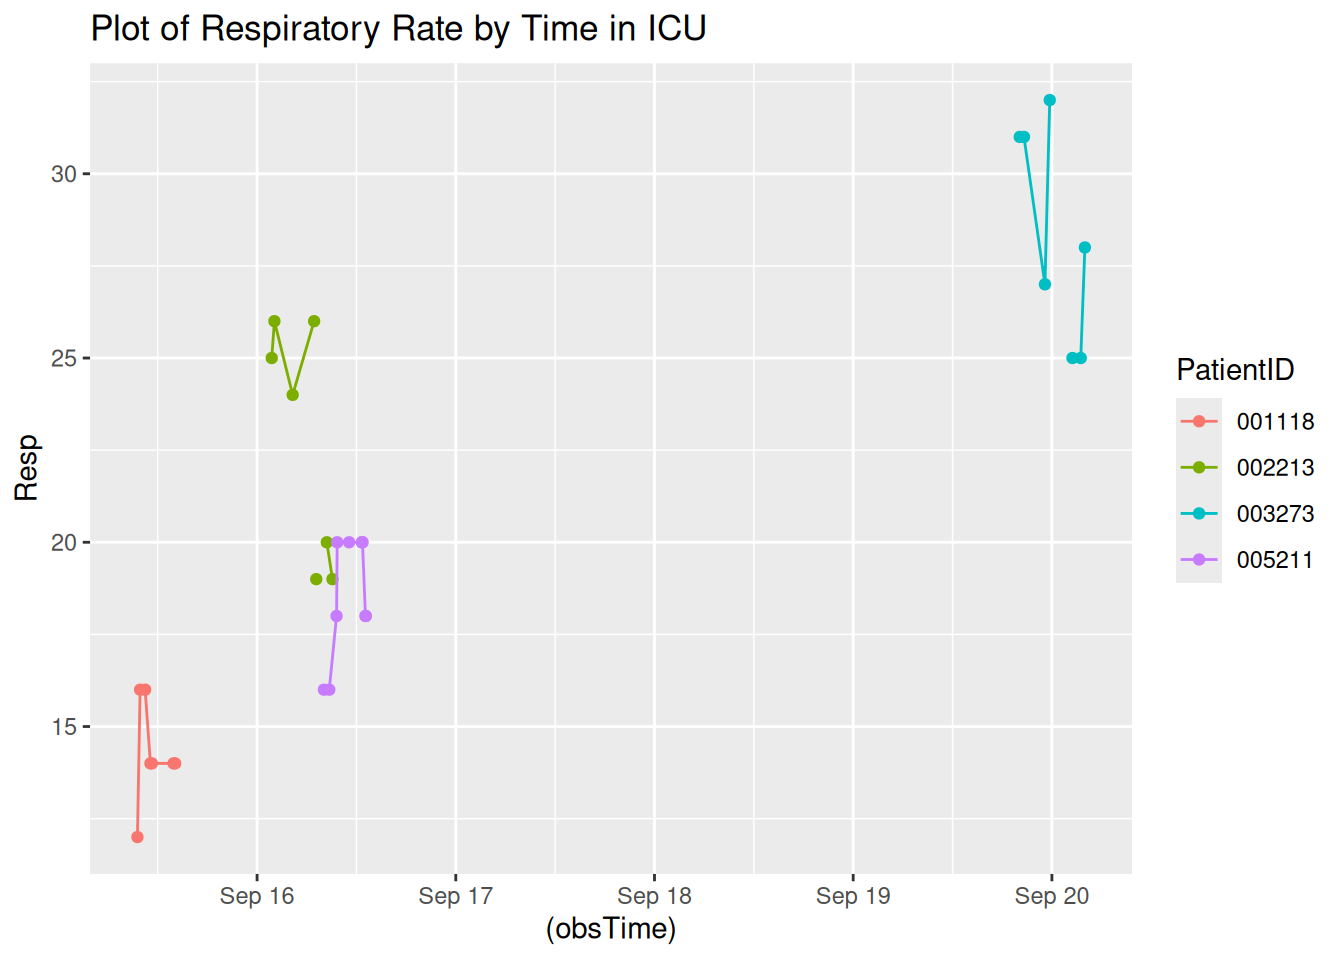 Plot of Respiratory Rate by Time in ICU
30
25
20
15
Resp
Sep 16 Sep 17 Sep 18 Sep 19 Sep 20
(obsTime)
PatientID
001118
002213
003273
005211